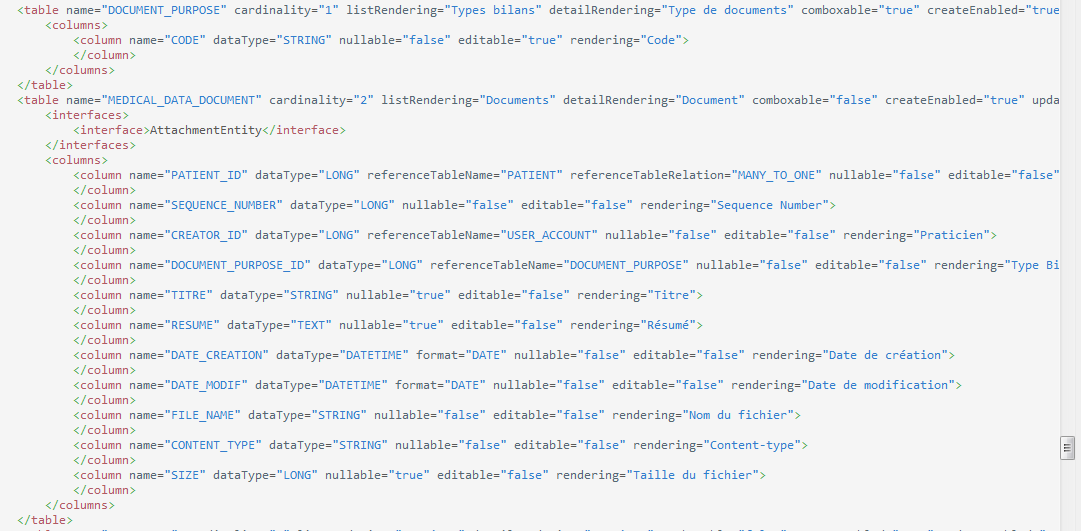 <table name="DOCUMENT_PURPOSE" cardinality="1" listRendering="Types bilans" detailRendering="Type de documents" comboxable="true" createEnabled="true
<columns>
<column name="CODE" dataType="STRING" nullable="false" editable="true" rendering="Code">
</column>
</columns>
</table>
<table name="MEDICAL_DATA_DOCUMENT" cardinality="2" listRendering="Documents" detailRendering="Document" comboxable="false" createEnabled="true" upda
<interfaces>
<interface>AttachmentEntity</interface>
</interfaces>
<columns>
<column name="PATIENT_ID" dataType="LONG" referenceTableName="PATIENT" referenceTableRelation="MANY_TO_ONE" nullable="false" editable="false"
</column>
<column name="SEQUENCE_NUMBER" dataType="LONG" nullable="false" editable="false" rendering="Sequence Number">
</column>
<column name="CREATOR_ID" dataType="LONG" referenceTableName="USER_ACCOUNT" nullable="false" editable="false" rendering="Praticien">
</column>
<column name="DOCUMENT_PURPOSE_ID" dataType="LONG" referenceTableName="DOCUMENT_PURPOSE" nullable="false" editable="false" rendering="Type Bi
</column>
<column name="TITRE" dataType="STRING" nullable="true" editable="false" rendering="Titre">
</column>
<column name="RESUME" dataType="TEXT" nullable="true" editable="false" rendering="Résumé">
</column>
<column name="DATE_CREATION" dataType="DATETIME" format="DATE" nullable="false" editable="false" rendering="Date de création">
</column>
<column name="DATE_MODIF" dataType="DATETIME" format="DATE" nullable="false" editable="false" rendering="Date de modification">
</column>
<column name="FILE_NAME" dataType="STRING" nullable="false" editable="false" rendering="Nom du fichier">
</column>
<column name="CONTENT_TYPE" dataType="STRING" nullable="false" editable="false" rendering="Content-type">
</column>
<column name="SIZE" dataType="LONG" nullable="true" editable="false" rendering="Taille du fichier">
</column>
</columns>
</table>